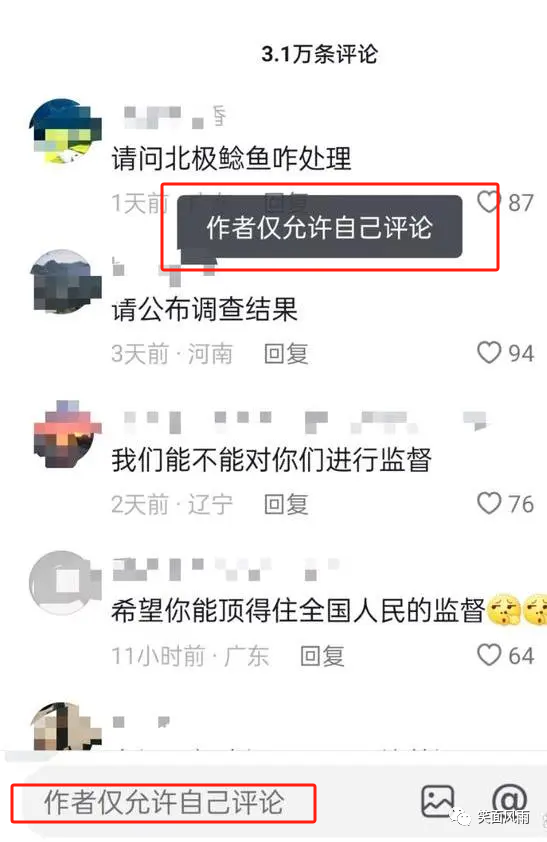 3.1万条评论
请问北极鲶鱼咋处理
1天前
回复
87
作者仅允许自己评论
请公布调查结果
3天前·河南 回复 94
我们能不能对你们进行监督
2天前·辽宁 回复 76
希望你能顶得住全国人民的监督
11小时前·广东 回复 64
作者仅允许自己评论 @
笑面风雨